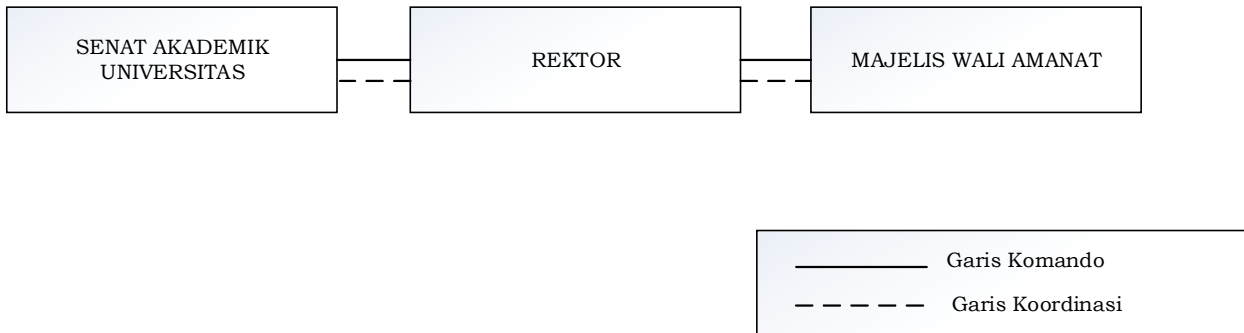 SENAT AKADEMIK
UNIVERSITAS
REKTOR
MAJELIS WALI AMANAT
Garis Komando
Garis Koordinasi